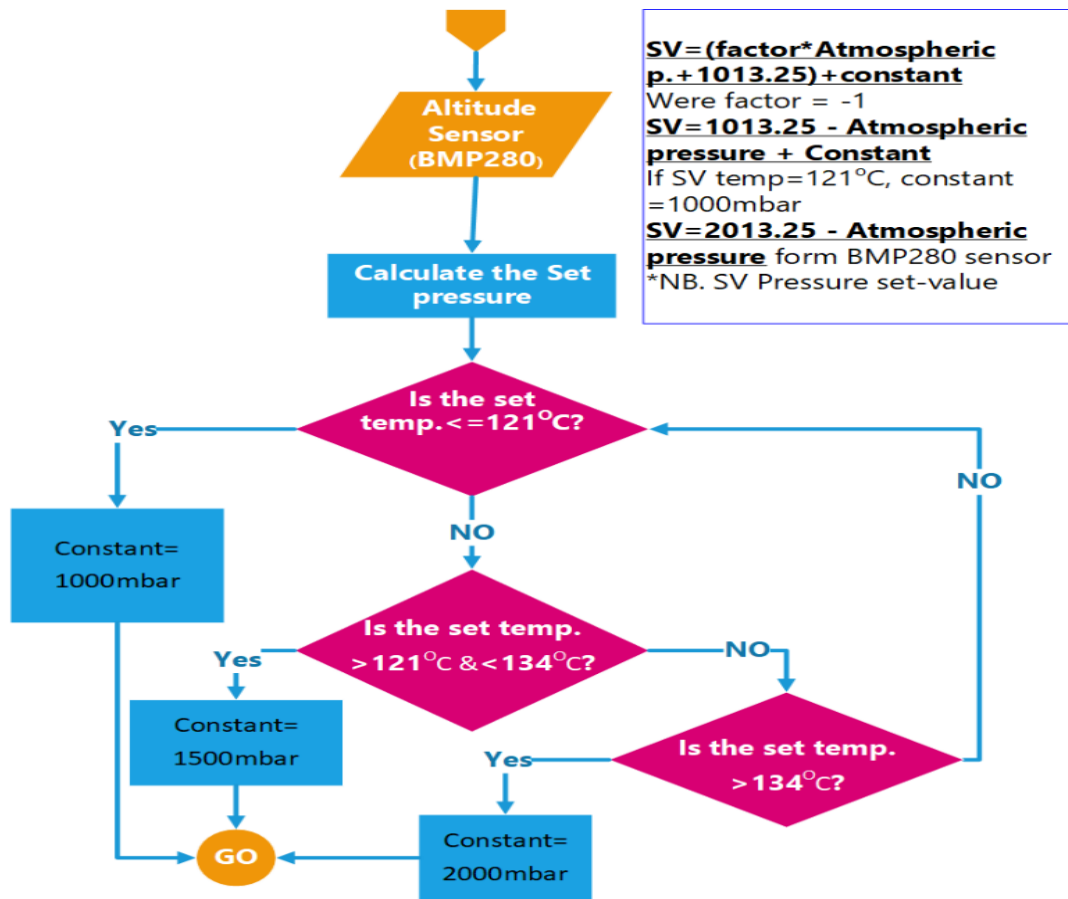 SV=(factor*Atmospheric
p.+1013.25)+constant
Were factor = -1
SV=1013.25 - Atmospheric
pressure + Constant
If SV temp=121°C, constant
=1000mbar
SV=2013.25 - Atmospheric
pressure form BMP280 sensor
*NB. SV Pressure set-value
Altitude
Sensor
(BMP280)
Calculate the Set
pressure
Is the set
temp.<=121°C?
Yes
NO
NO
Constant=
1000mbar
Is the set temp.
>121°C &<134°C?
Yes
NO
Constant=
1500mbar
Is the set temp.
>134°C?
Yes
Constant=
2000mbar
GO